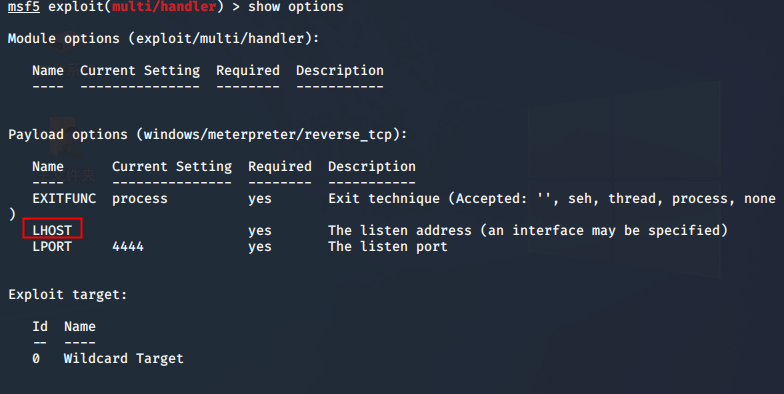 msf5 exploit(multi/handler) > show options
Module options (exploit/multi/handler):
Name  Current Setting  Required  Description
----  ---------------  --------  -----------
Payload options (windows/meterpreter/reverse_tcp):
Name      Current Setting  Required  Description
----      ---------------  --------  -----------
EXITFUNC  process          yes       Exit technique (Accepted: '', seh, thread, process, none
)
LHOST                      yes       The listen address (an interface may be specified)
LPORT     4444             yes       The listen port
Exploit target:
Id  Name
--  ----
0   Wildcard Target